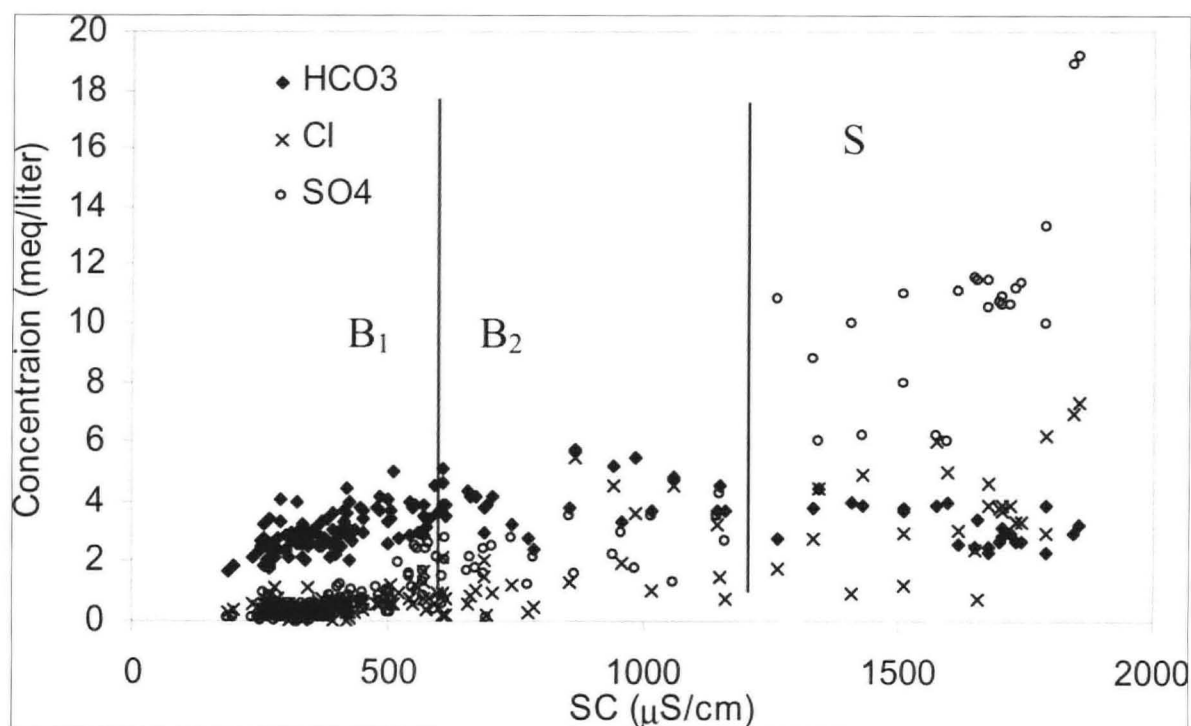 20
18
16
14
12
10
8
6
4
2
0
Concentraion (meq/liter)
HCO3
Cl
SO4
B₁
B₂
S
0 500 1000 1500 2000
SC (µS/cm)